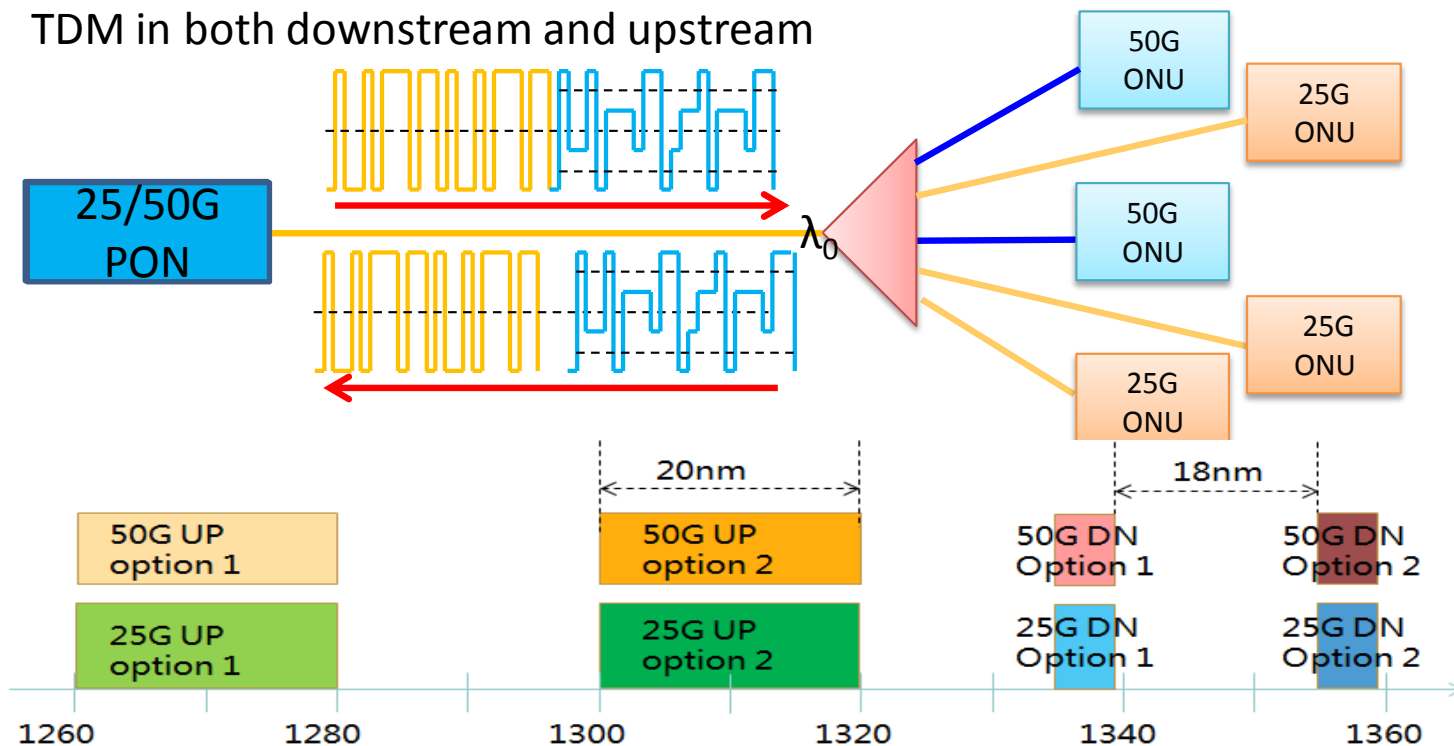 TDM in both downstream and upstream
50G
ONU
25G
ONU
25/50G
PON
λ0
50G
ONU
25G
ONU
25G
ONU
20nm
18nm
50G UP
option 1
50G UP
option 2
50G DN
Option 1
50G DN
Option 2
25G UP
option 1
25G UP
option 2
25G DN
Option 1
25G DN
Option 2
1260
1280
1300
1320
1340
1360